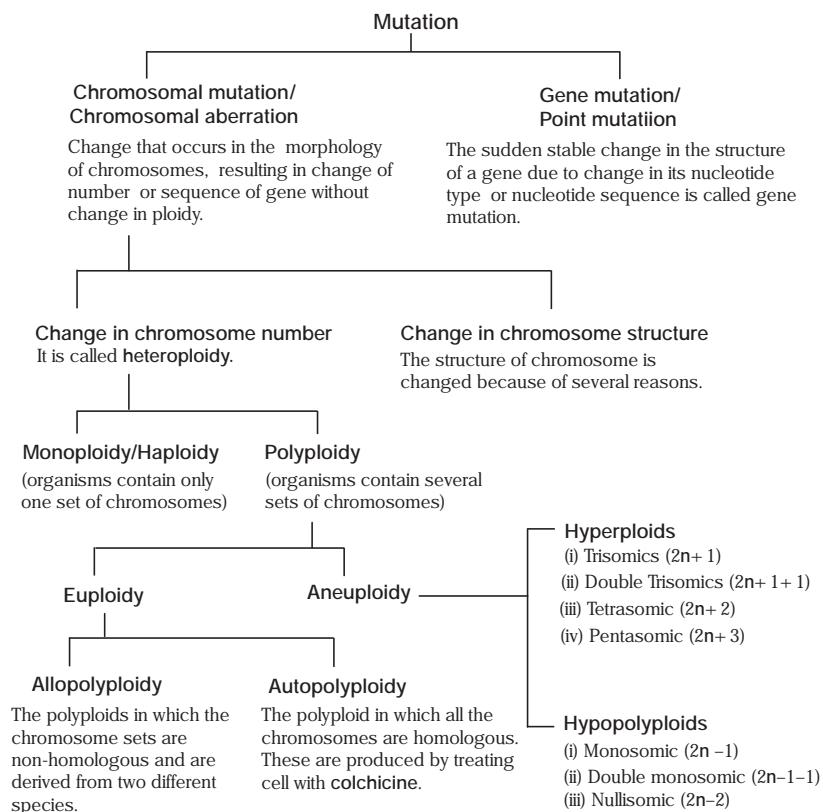 Mutation
Chromosomal mutation/
Chromosomal aberration
Change that occurs in the morphology
of chromosomes, resulting in change of
number or sequence of gene without
change in ploidy.
Gene mutation/
Point mutatiion
The sudden stable change in the structure
of a gene due to change in its nucleotide
type or nucleotide sequence is called gene
mutation.
Change in chromosome number
It is called heteroploidy.
Change in chromosome structure
The structure of chromosome is
changed because of several reasons.
Monoploidy/Haploidy
(organisms contain only
one set of chromosomes)
Polyploidy
(organisms contain several
sets of chromosomes)
Euploidy
Aneuploidy
Hyperploids
(i) Trisomics (2n+ 1)
(ii) Double Trisomics (2n+ 1+ 1)
(iii) Tetrasomic (2n+ 2)
(iv) Pentasomic (2n+ 3)
Allopolyploidy
The polyploids in which the
chromosome sets are
non-homologous and are
derived from two different
species.
Autopolyploidy
The polyploid in which all the
chromosomes are homologous.
These are produced by treating
cell with colchicine.
Hypopolyploids
(i) Monosomic (2n –1)
(ii) Double monosomic (2n–1–1)
(iii) Nullisomic (2n–2)